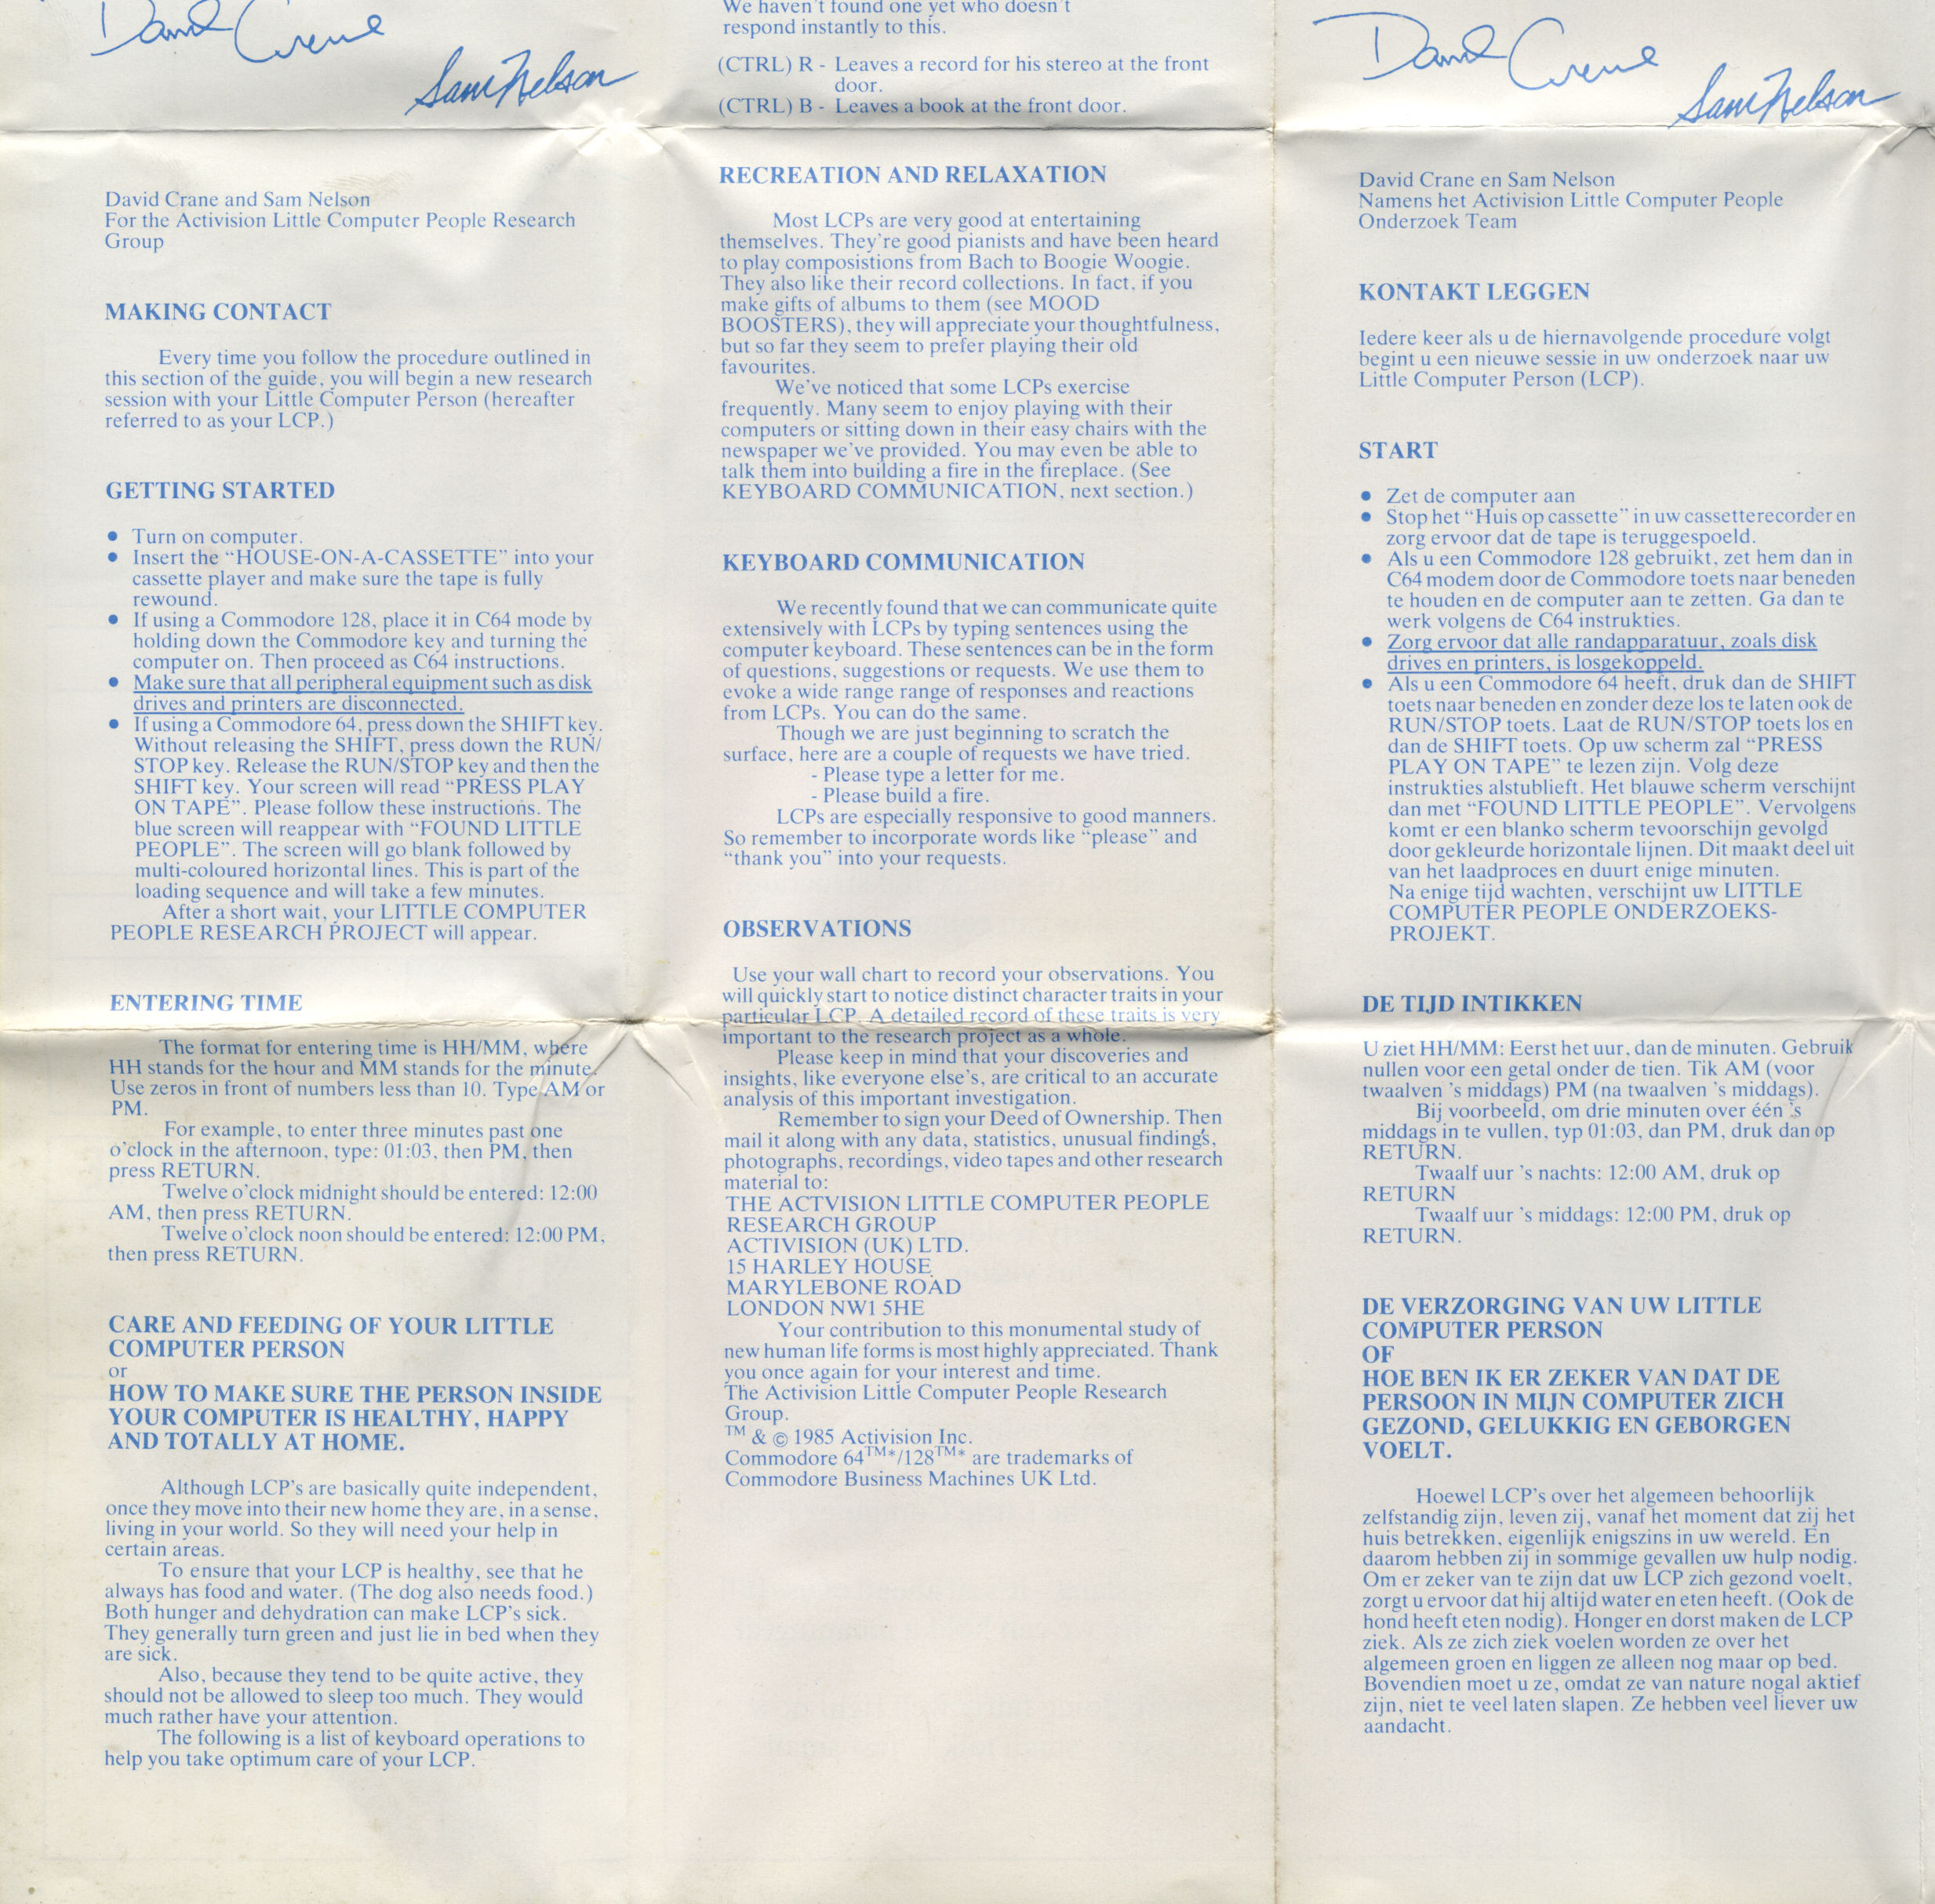 David Crane
Sam Nelson
David Crane and Sam Nelson
For the Activision Little Computer People Research
Group
MAKING CONTACT
Every time you follow the procedure outlined in
this section of the guide, you will begin a new research
session with your Little Computer Person (hereafter
referred to as your LCP.)
GETTING STARTED
● Turn on computer.
● Insert the “HOUSE-ON-A-CASSETTE” into your
cassette player and make sure the tape is fully
rewound.
● If using a Commodore 128, place it in C64 mode by
holding down the Commodore key and turning the
computer on. Then proceed as C64 instructions.
● Make sure that all peripheral equipment such as disk
drives and printers are disconnected.
● If using a Commodore 64, press down the SHIFT key.
Without releasing the SHIFT, press down the RUN/
STOP key. Release the RUN/STOP key and then the
SHIFT key. Your screen will read “PRESS PLAY
ON TAPE”. Please follow these instructions. The
blue screen will reappear with “FOUND LITTLE
PEOPLE”. The screen will go blank followed by
multi-coloured horizontal lines. This is part of the
loading sequence and will take a few minutes.
After a short wait, your LITTLE COMPUTER
PEOPLE RESEARCH PROJECT will appear.
ENTERING TIME
The format for entering time is HH/MM, where
HH stands for the hour and MM stands for the minute.
Use zeros in front of numbers less than 10. Type AM or
PM.
For example, to enter three minutes past one
o’clock in the afternoon, type: 01:03, then PM, then
press RETURN.
Twelve o’clock midnight should be entered: 12:00
AM, then press RETURN.
Twelve o’clock noon should be entered: 12:00 PM,
then press RETURN.
CARE AND FEEDING OF YOUR LITTLE
COMPUTER PERSON
or
HOW TO MAKE SURE THE PERSON INSIDE
YOUR COMPUTER IS HEALTHY, HAPPY
AND TOTALLY AT HOME.
Although LCP’s are basically quite independent,
once they move into their new home they are, in a sense,
living in your world. So they will need your help in
certain areas.
To ensure that your LCP is healthy, see that he
always has food and water. (The dog also needs food.)
Both hunger and dehydration can make LCP’s sick.
They generally turn green and just lie in bed when they
are sick.
Also, because they tend to be quite active, they
should not be allowed to sleep too much. They would
much rather have your attention.
The following is a list of keyboard operations to
help you take optimum care of your LCP.
We haven’t found one yet who doesn’t
respond instantly to this.
(CTRL) R - Leaves a record for his stereo at the front
door.
(CTRL) B - Leaves a book at the front door.
RECREATION AND RELAXATION
Most LCPs are very good at entertaining
themselves. They’re good pianists and have been heard
to play composistions from Bach to Boogie Woogie.
They also like their record collections. In fact, if you
make gifts of albums to them (see MOOD
BOOSTERS), they will appreciate your thoughtfulness,
but so far they seem to prefer playing their old
favourites.
We’ve noticed that some LCPs exercise
frequently. Many seem to enjoy playing with their
computers or sitting down in their easy chairs with the
newspaper we’ve provided. You may even be able to
talk them into building a fire in the fireplace. (See
KEYBOARD COMMUNICATION, next section.)
KEYBOARD COMMUNICATION
We recently found that we can communicate quite
extensively with LCPs by typing sentences using the
computer keyboard. These sentences can be in the form
of questions, suggestions or requests. We use them to
evoke a wide range range of responses and reactions
from LCPs. You can do the same.
Though we are just beginning to scratch the
surface, here are a couple of requests we have tried.
- Please type a letter for me.
- Please build a fire.
LCPs are especially responsive to good manners.
So remember to incorporate words like “please” and
“thank you” into your requests.
OBSERVATIONS
Use your wall chart to record your observations. You
will quickly start to notice distinct character traits in your
particular LCP. A detailed record of these traits is very
important to the research project as a whole.
Please keep in mind that your discoveries and
insights, like everyone else’s, are critical to an accurate
analysis of this important investigation.
Remember to sign your Deed of Ownership. Then
mail it along with any data, statistics, unusual findings,
photographs, recordings, video tapes and other research
material to:
THE ACTVISION LITTLE COMPUTER PEOPLE
RESEARCH GROUP
ACTIVISION (UK) LTD.
15 HARLEY HOUSE
MARYLEBONE ROAD
LONDON NW1 5HE
Your contribution to this monumental study of
new human life forms is most highly appreciated. Thank
you once again for your interest and time.
The Activision Little Computer People Research
Group.
TM & © 1985 Activision Inc.
Commodore 64TM*/128TM* are trademarks of
Commodore Business Machines UK Ltd.
David Crane
Sam Nelson
David Crane en Sam Nelson
Namens het Activision Little Computer People
Onderzoek Team
KONTAKT LEGGEN
Iedere keer als u de hiernavolgende procedure volgt
begint u een nieuwe sessie in uw onderzoek naar uw
Little Computer Person (LCP).
START
● Zet de computer aan
● Stop het “Huis op cassette” in uw cassetterecorder en
zorg ervoor dat de tape is teruggespoeld.
● Als u een Commodore 128 gebruikt, zet hem dan in
C64 modem door de Commodore toets naar beneden
te houden en de computer aan te zetten. Ga dan te
werk volgens de C64 instrukties.
● Zorg ervoor dat alle randapparatuur, zoals disk
drives en printers, is losgekoppeld.
● Als u een Commodore 64 heeft, druk dan de SHIFT
toets naar beneden en zonder deze los te laten ook de
RUN/STOP toets. Laat de RUN/STOP toets los en
dan de SHIFT toets. Op uw scherm zal “PRESS
PLAY ON TAPE” te lezen zijn. Volg deze
instrukties alstublieft. Het blauwe scherm verschijnt
dan met “FOUND LITTLE PEOPLE”. Vervolgens
komt er een blanko scherm tevoorschijn gevolgd
door gekleurde horizontale lijnen. Dit maakt deel uit
van het laadproces en duurt enige minuten.
Na enige tijd wachten, verschijnt uw LITTLE
COMPUTER PEOPLE ONDERZOEKS-
PROJEKT.
DE TIJD INTIKKEN
U ziet HH/MM: Eerst het uur, dan de minuten. Gebruik
nullen voor een getal onder de tien. Tik AM (voor
twaalven ’s middags) PM (na twaalven ’s middags).
Bij voorbeeld, om drie minuten over één ’s
middags in te vullen, typ 01:03, dan PM, druk dan op
RETURN.
Twaalf uur ’s nachts: 12:00 AM, druk op
RETURN
Twaalf uur ’s middags: 12:00 PM, druk op
RETURN.
DE VERZORGING VAN UW LITTLE
COMPUTER PERSON
OF
HOE BEN IK ER ZEKER VAN DAT DE
PERSOON IN MIJN COMPUTER ZICH
GEZOND, GELUKKIG EN GEBORGEN
VOELT.
Hoewel LCP’s over het algemeen behoorlijk
zelfstandig zijn, leven zij, vanaf het moment dat zij het
huis betrekken, eigenlijk enigszins in uw wereld. En
daarom hebben zij in sommige gevallen uw hulp nodig.
Om er zeker van te zijn dat uw LCP zich gezond voelt,
zorgt u ervoor dat hij altijd water en eten heeft. (Ook de
hond heeft eten nodig). Honger en dorst maken de LCP
ziek. Als ze zich ziek voelen worden ze over het
algemeen groen en liggen ze alleen nog maar op bed.
Bovendien moet u ze, omdat ze van nature nogal aktief
zijn, niet te veel laten slapen. Ze hebben veel liever uw
aandacht.